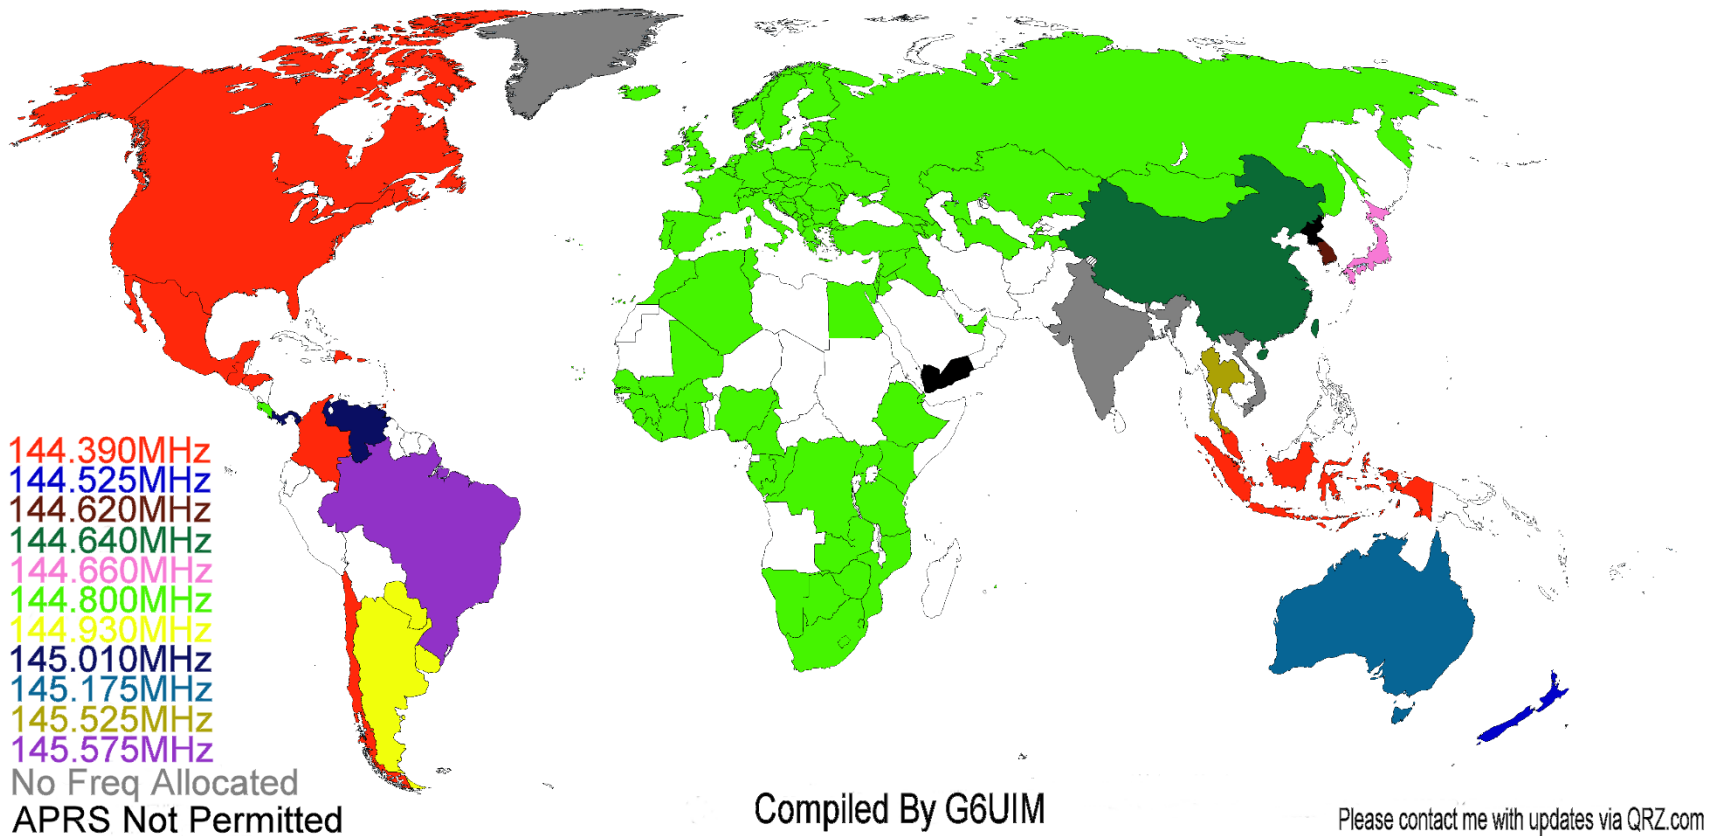 144.390MHz
144.525MHz
144.620MHz
144.640MHz
144.660MHz
144.800MHz
144.930MHz
145.010MHz
145.175MHz
145.525MHz
145.575MHz
No Freq Allocated
APRS Not Permitted
Compiled By G6UIM
Please contact me with updates via QRZ.com